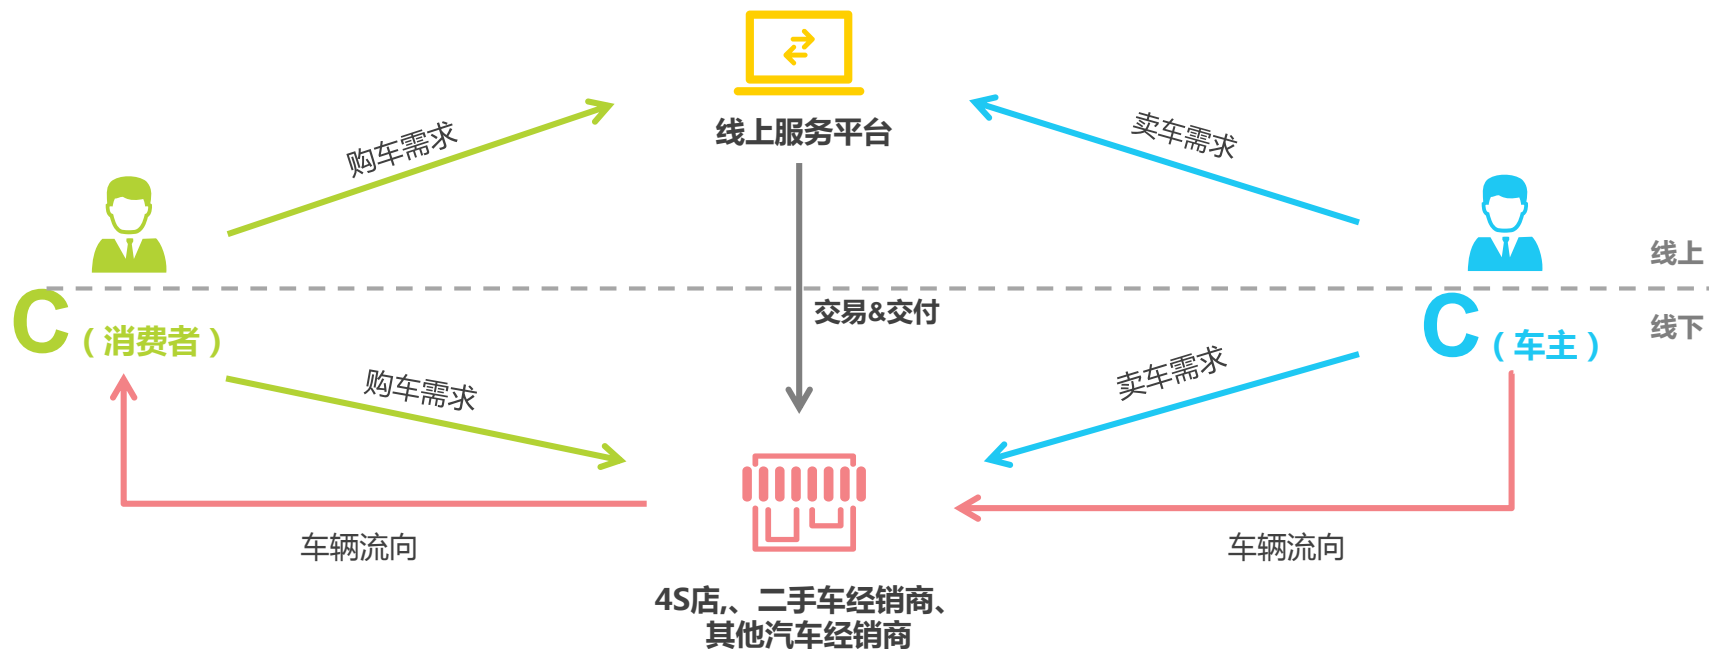 线上服务平台
购车需求
卖车需求
线上
C（消费者）
交易&交付
C（车主）
线下
购车需求
卖车需求
车辆流向
车辆流向
4S店,、二手车经销商、
其他汽车经销商